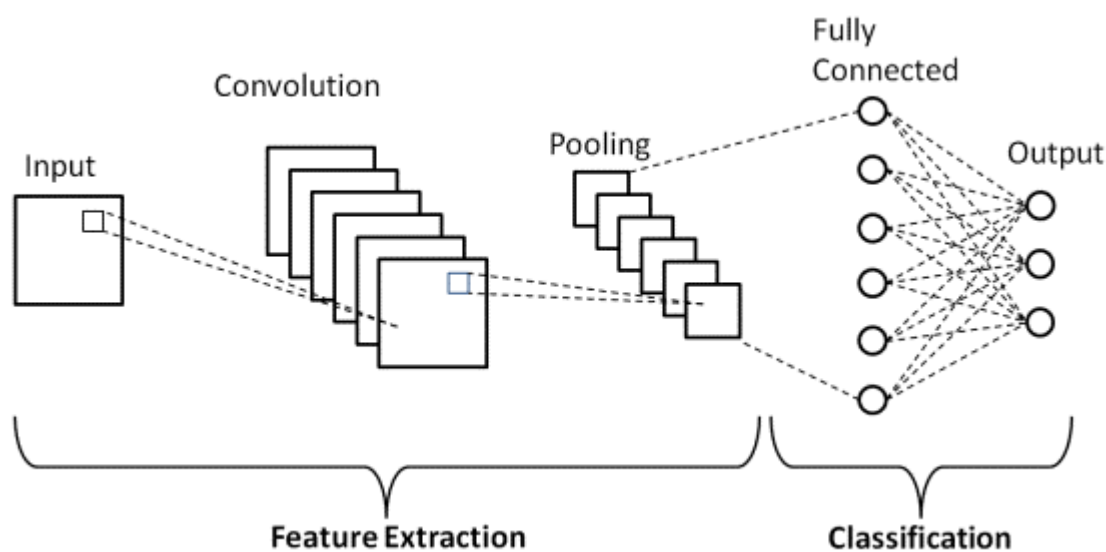 Fully
Connected
Convolution
Pooling
Input
Output
Feature Extraction
Classification